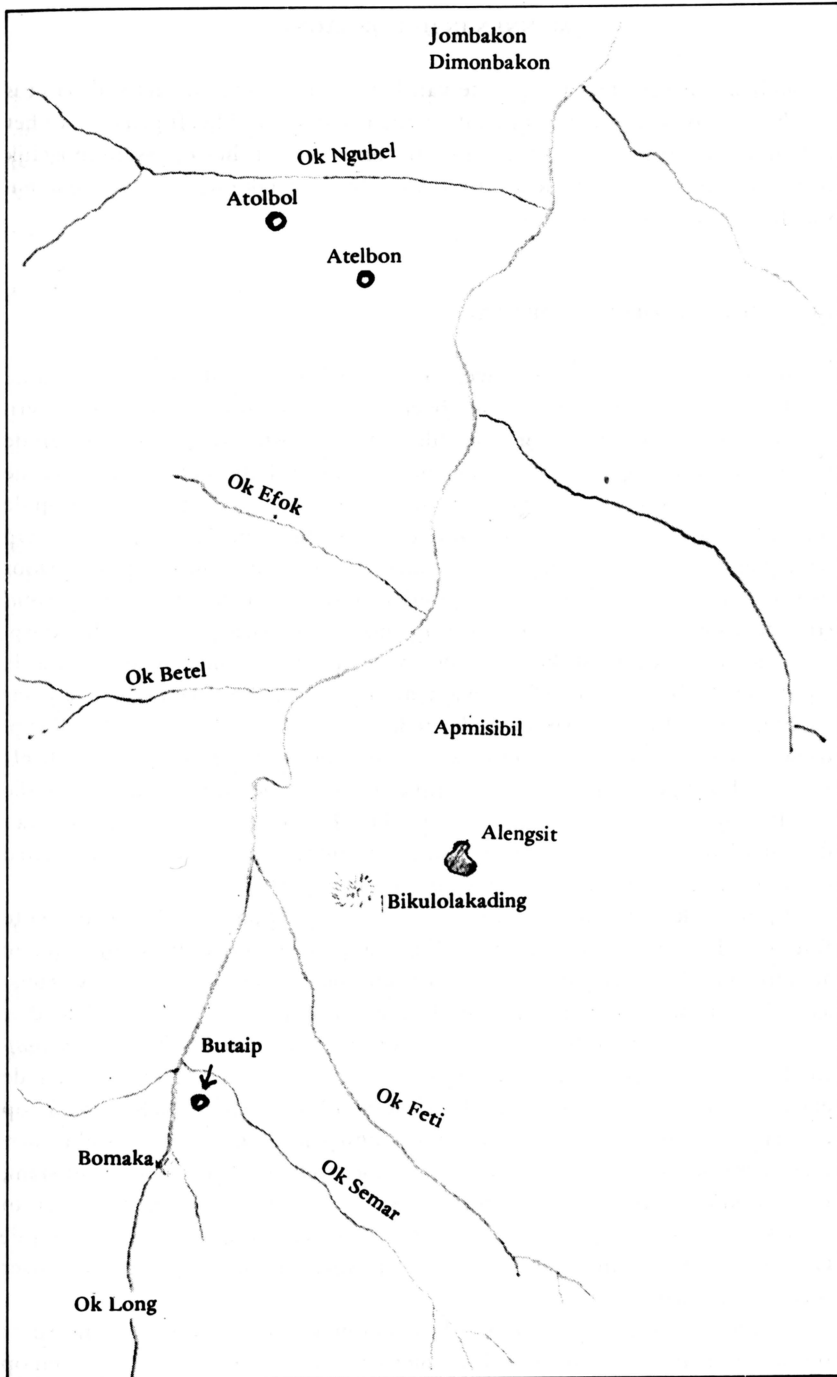 Jombakon
Dimonbakon
Ok Ngubel
Atolbol
Atelbon
Ok Efok
Ok Betel
Apmisibil
Alengsit
Bikulolakading
Butaip
Ok Feti
Bomaka
Ok Semar
Ok Long